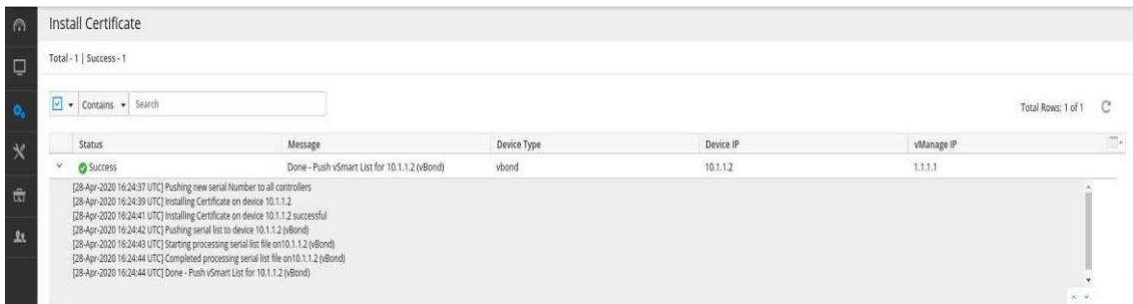 Install Certificate
Total - 1 | Success - 1
Contains Search
Total Rows: 1 of 1
Status Message Device Type Device IP vManage IP
Success Done - Push vSmart List for 10.1.1.2 (vBond) vbond 10.1.1.2 1.1.1.1
[28-Apr-2020 16:24:37 UTC] Pushing new serial Number to all controllers
[28-Apr-2020 16:24:39 UTC] Installing Certificate on device 10.1.1.2
[28-Apr-2020 16:24:41 UTC] Installing Certificate on device 10.1.1.2 successful
[28-Apr-2020 16:24:42 UTC] Pushing serial list to device 10.1.1.2 (vBond)
[28-Apr-2020 16:24:43 UTC] Starting processing serial list file on10.1.1.2 (vBond)
[28-Apr-2020 16:24:44 UTC] Completed processing serial list file on10.1.1.2 (vBond)
[28-Apr-2020 16:24:44 UTC] Done - Push vSmart List for 10.1.1.2 (vBond)